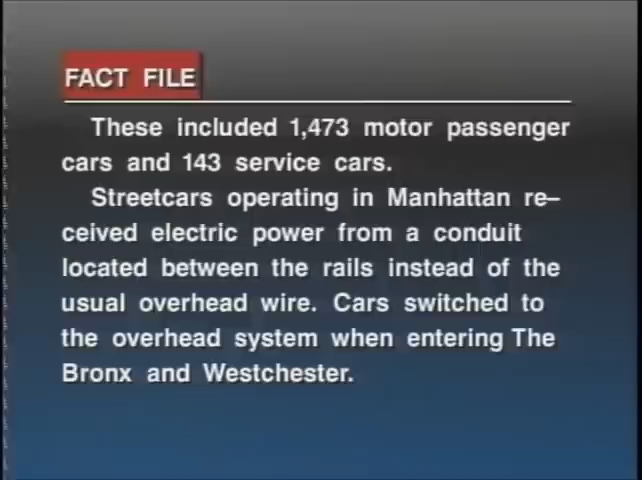 FACT FILE
These included 1,473 motor passenger
cars and 143 service cars.
Streetcars operating in Manhattan re–
ceived electric power from a conduit
located between the rails instead of the
usual overhead wire. Cars switched to
the overhead system when entering The
Bronx and Westchester.